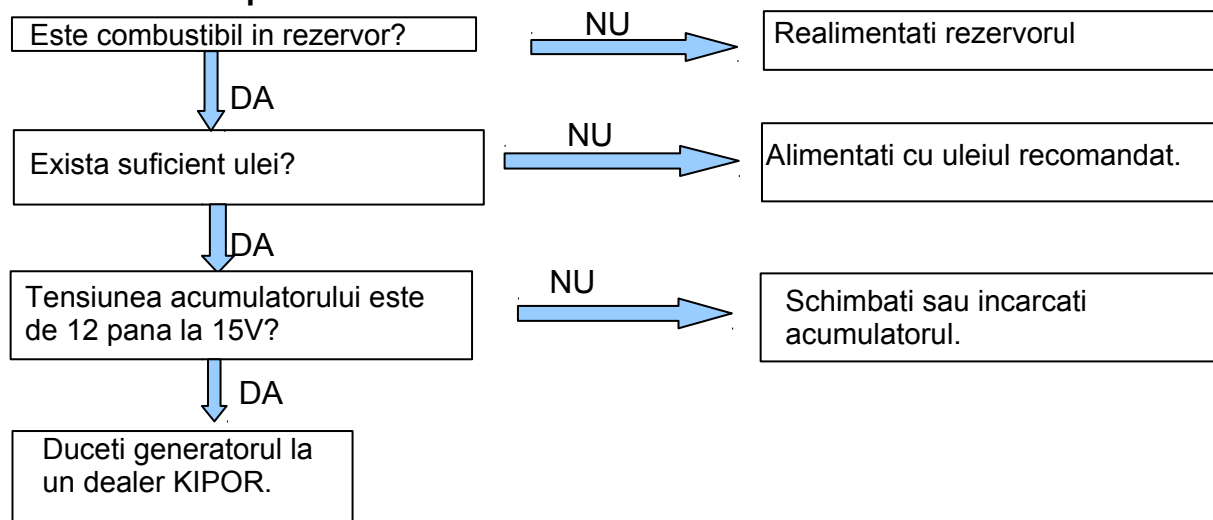 Este combustibil in rezervor?
NU
Realimentati rezervorul
DA
Exista suficient ulei?
NU
Alimentati cu uleiul recomandat.
DA
Tensiunea acumulatorului este
de 12 pana la 15V?
NU
Schimbati sau incarcati
acumulatorul.
DA
Duceti generatorul la
un dealer KIPOR.